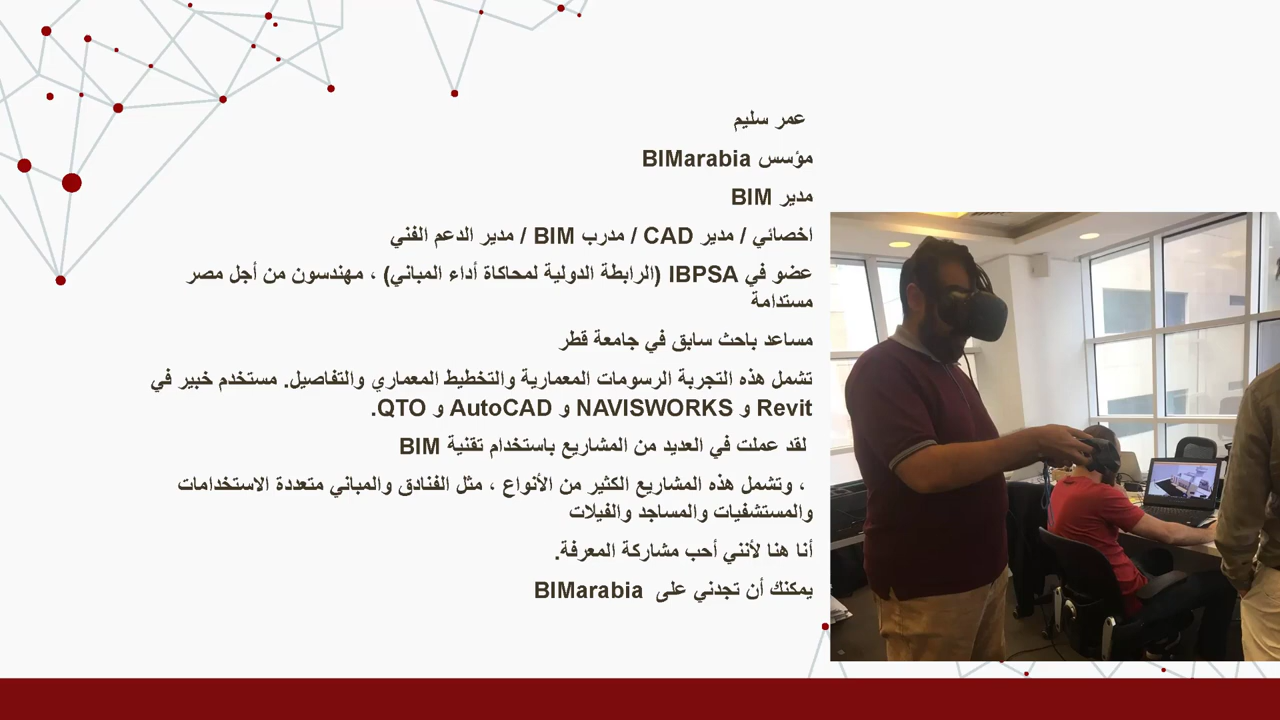 عمر سليم
مؤسس BIMarabia
مدير BIM
اخصائي / مدير CAD / مدرب BIM / مدير الدعم الفني
عضو في IBPSA (الرابطة الدولية لمحاكاة أداء المباني) ، مهندسون من أجل مصر
مستدامة
مساعد باحث سابق في جامعة قطر
تشمل هذه التجربة الرسومات المعمارية والتخطيط المعماري والتفاصيل. مستخدم خبير في
Revit و NAVISWORKS و AutoCAD و QTO.
لقد عملت في العديد من المشاريع باستخدام تقنية BIM
، وتشمل هذه المشاريع الكثير من الأنواع ، مثل الفنادق والمباني متعددة الاستخدامات
والمستشفيات والمساجد والفيلات
أنا هنا لأنني أحب مشاركة المعرفة.
يمكنك أن تجدني على BIMarabia